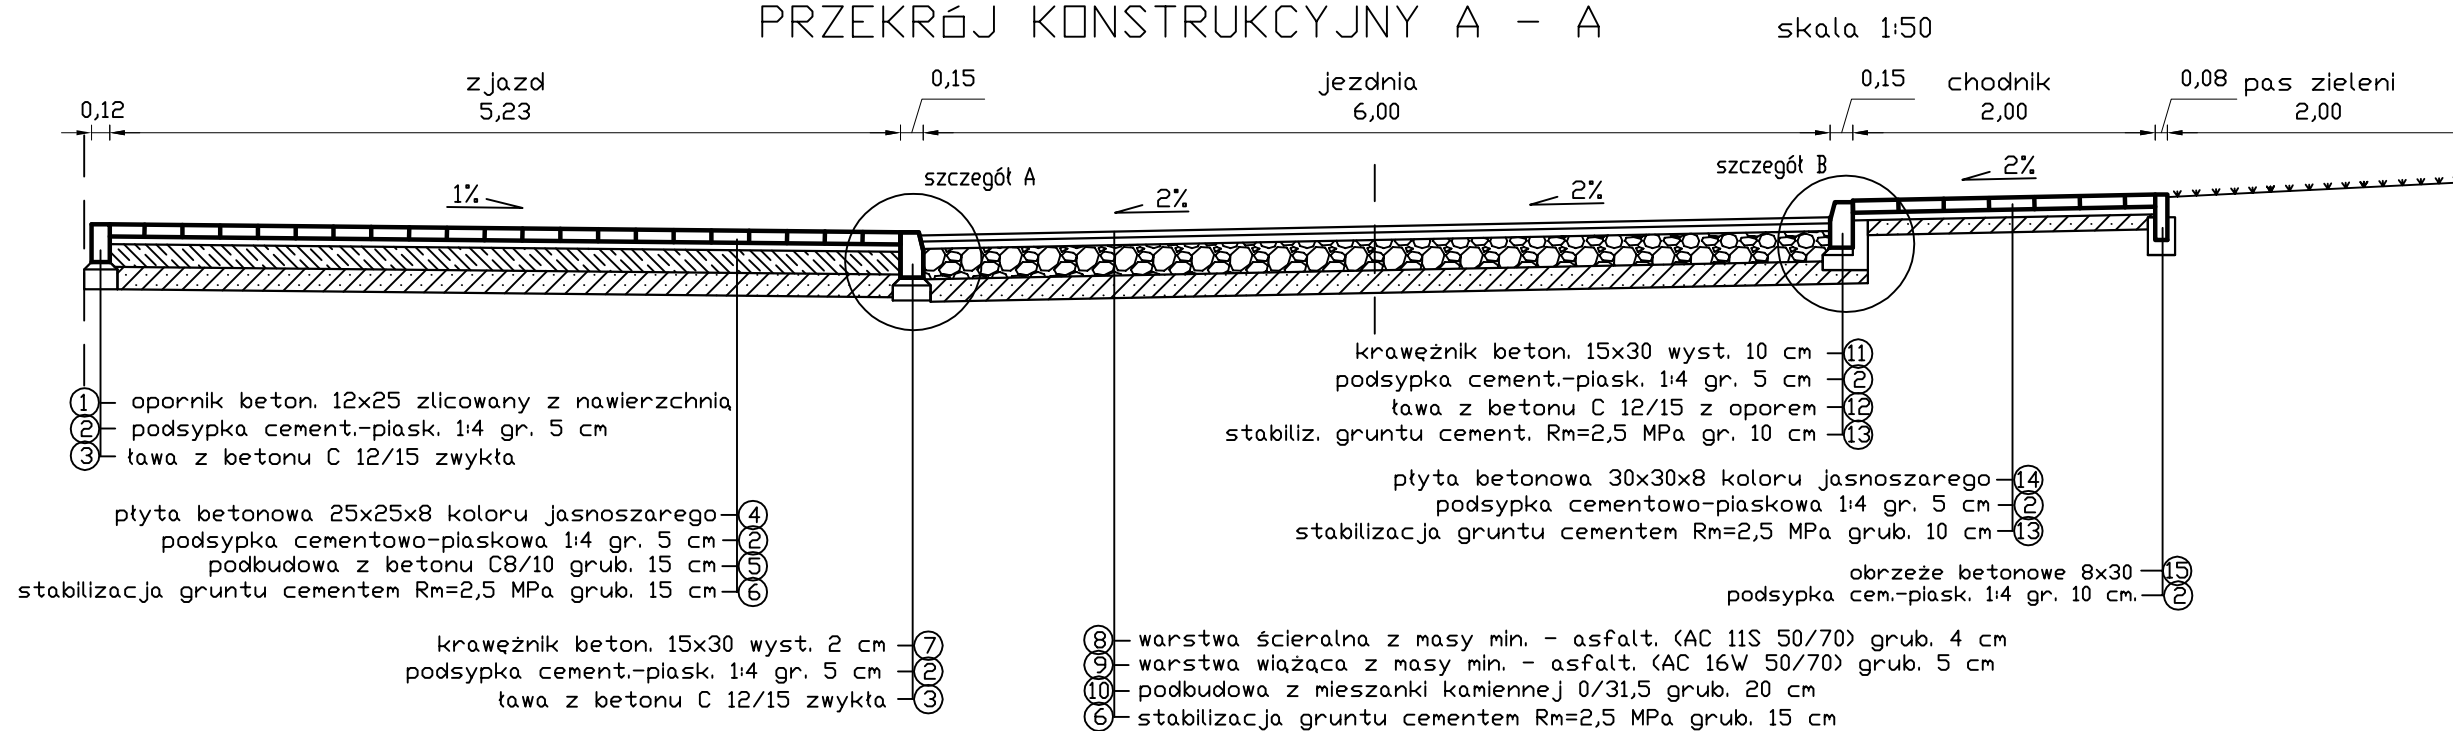 PRZEKRóJ KONSTRUKCYJNY A - A skala 1:50
0,12
zjazd
5,23
0,15
jezdnia
6,00
0,15
chodnik
2,00
0,08
pas zieleni
2,00
szczegół A
szczegół B
1%
2%
2%
2%
1 opornik beton. 12x25 zlicowany z nawierzchnią
2 podsypka cement.-piask. 1:4 gr. 5 cm
3 ława z betonu C 12/15 zwykła
płyta betonowa 25x25x8 koloru jasnoszarego 4
podsypka cementowo-piaskowa 1:4 gr. 5 cm 2
podbudowa z betonu C8/10 grub. 15 cm 5
stabilizacja gruntu cementem Rm=2,5 MPa grub. 15 cm 6
krawężnik beton. 15x30 wyst. 2 cm 7
podsypka cement.-piask. 1:4 gr. 5 cm 2
ława z betonu C 12/15 zwykła 3
8 warstwa ścieralna z masy min. - asfalt. (AC 11S 50/70) grub. 4 cm
9 warstwa wiążąca z masy min. - asfalt. (AC 16W 50/70) grub. 5 cm
10 podbudowa z mieszanki kamiennej 0/31,5 grub. 20 cm
6 stabilizacja gruntu cementem Rm=2,5 MPa grub. 15 cm
krawężnik beton. 15x30 wyst. 10 cm 11
podsypka cement.-piask. 1:4 gr. 5 cm 2
ława z betonu C 12/15 z oporem 12
stabiliz. gruntu cement. Rm=2,5 MPa gr. 10 cm 13
płyta betonowa 30x30x8 koloru jasnoszarego 14
podsypka cementowo-piaskowa 1:4 gr. 5 cm 2
stabilizacja gruntu cementem Rm=2,5 MPa grub. 10 cm 13
obrzeże betonowe 8x30 15
podsypka cem.-piask. 1:4 gr. 10 cm. 2